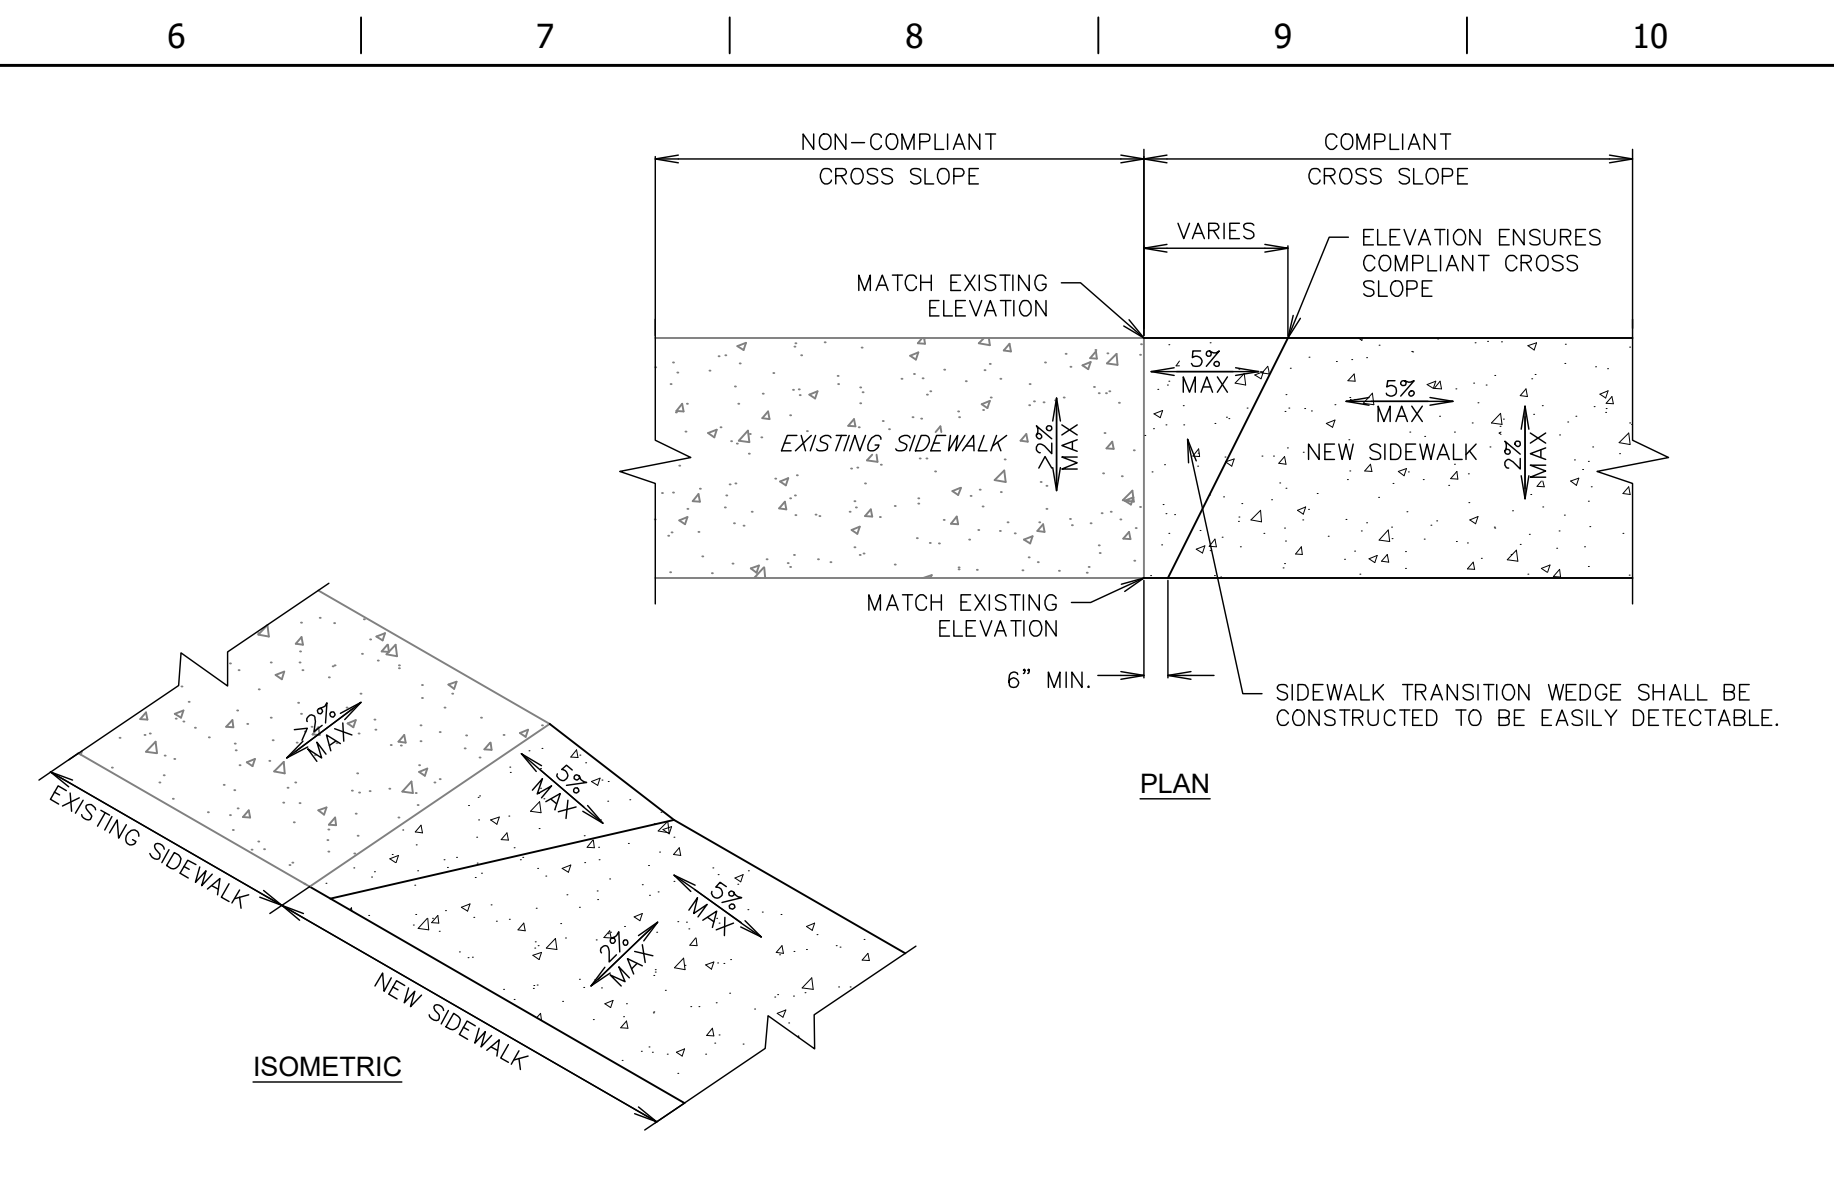 6 7 8 9 10
NON-COMPLIANT
CROSS SLOPE
COMPLIANT
CROSS SLOPE
VARIES
ELEVATION ENSURES
COMPLIANT CROSS
SLOPE
MATCH EXISTING
ELEVATION
5%
MAX
5%
MAX
EXISTING SIDEWALK
>2%
MAX
NEW SIDEWALK
2%
MAX
MATCH EXISTING
ELEVATION
6" MIN.
SIDEWALK TRANSITION WEDGE SHALL BE
CONSTRUCTED TO BE EASILY DETECTABLE.
PLAN
>2%
MAX
5%
MAX
5%
MAX
2%
MAX
EXISTING SIDEWALK
NEW SIDEWALK
ISOMETRIC